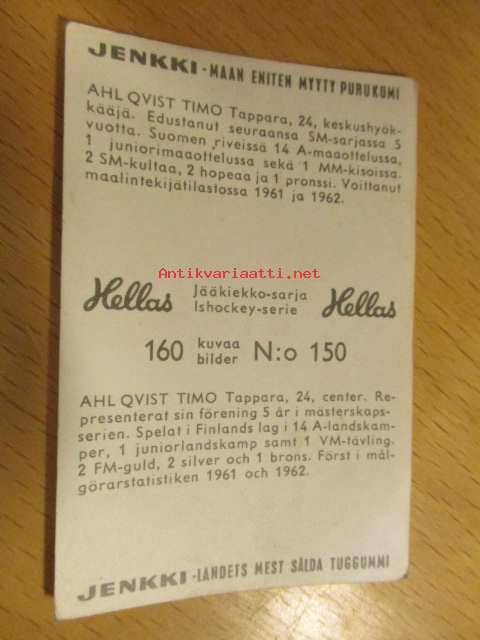 JENKKI - MAAN ENITEN MYYTY PURUKUMI
AHL QVIST TIMO Tappara, 24, keskushyök-
kääjä. Edustanut seuraansa SM-sarjassa 5
vuotta. Suomen riveissä 14 A-maaottelussa,
1 juniorimaaottelussa sekä 1 MM-kisoissa.
2 SM-kultaa, 2 hopeaa ja 1 pronssi. Voittanut
maalintekijätilastossa 1961 ja 1962.
Antikvariaatti.net
Hellas Jääkiekko-sarja Hellas
Ishockey-serie
160 kuvaa N:o 150
bilder
AHL QVIST TIMO Tappara, 24, center. Re-
presenterat sin förening 5 år i mästerskaps-
serien. Spelat i Finlands lag i 14 A-landskam-
per, 1 juniorlandskamp samt 1 VM-tävling.
2 FM-guld, 2 silver och 1 brons. Först i mål-
görarstatistiken 1961 och 1962.
JENKKI - LANDETS MEST SÅLDA TUGGUMMI